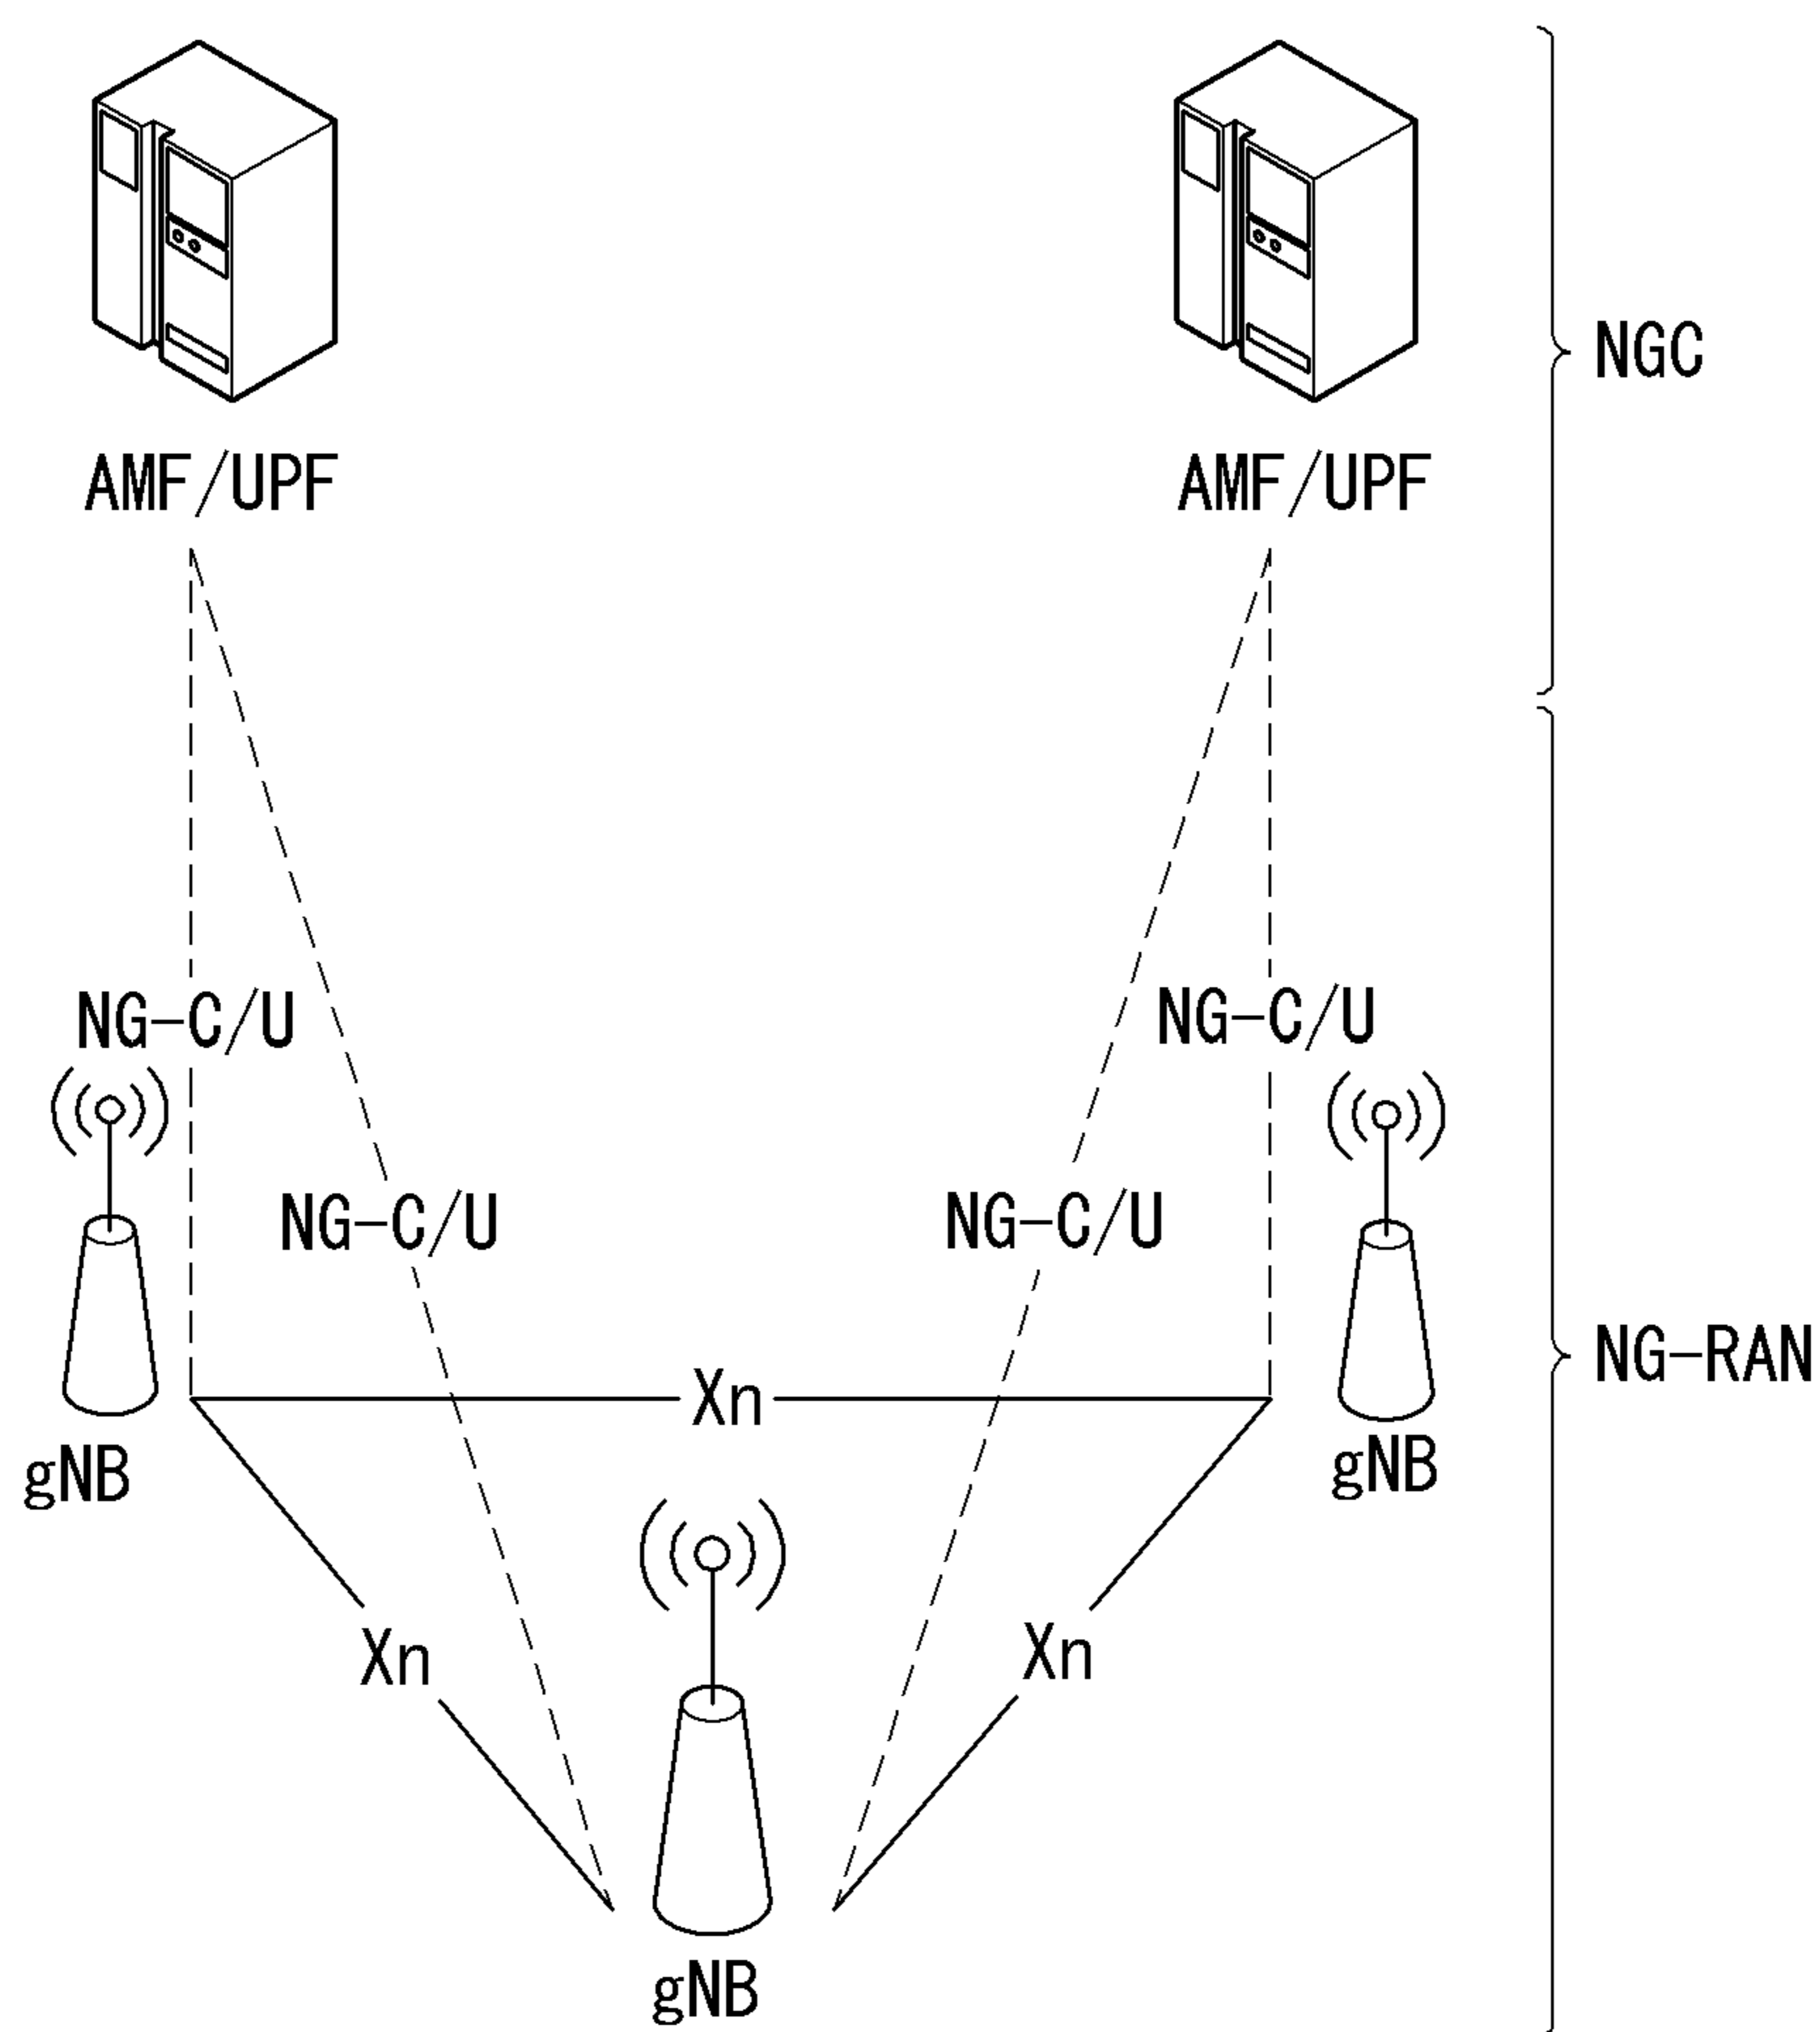 NGC
AMF/UPF
AMF/UPF
NG-C/U
NG-C/U
NG-C/U
NG-C/U
NG-RAN
Xn
gNB
gNB
Xn
Xn
gNB